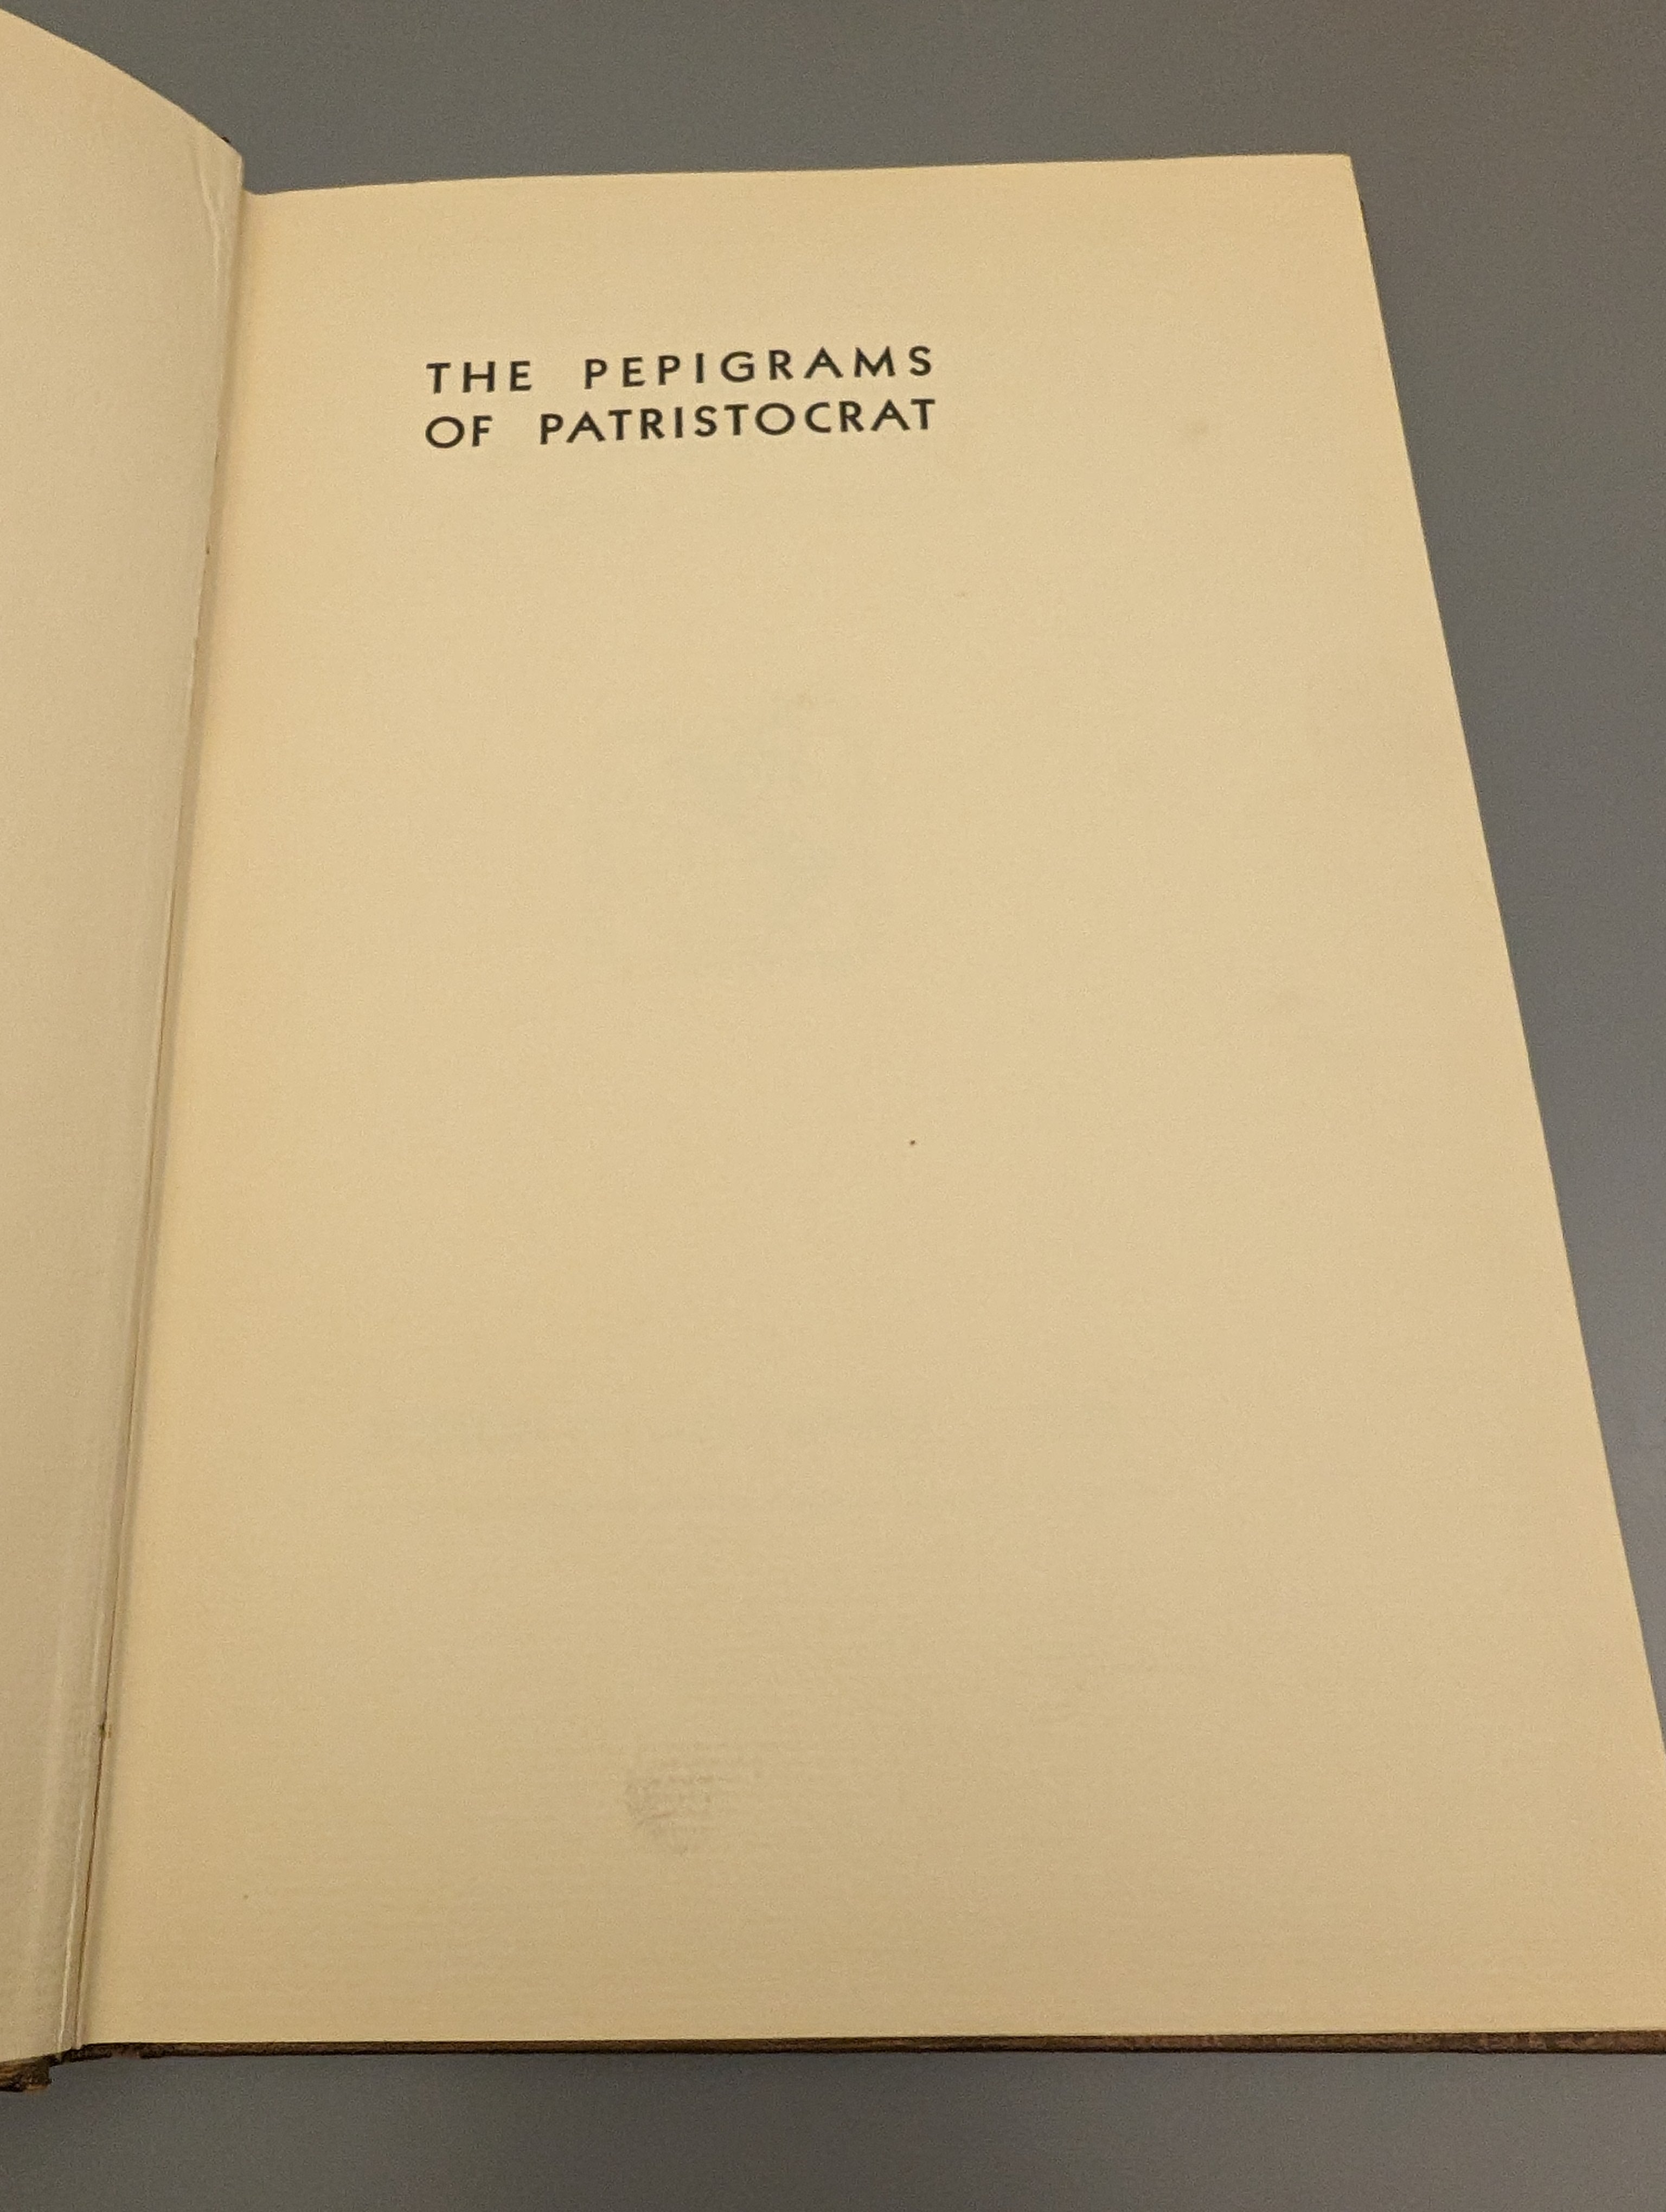 THE PEPIGRAMS
OF PATRISTOCRAT